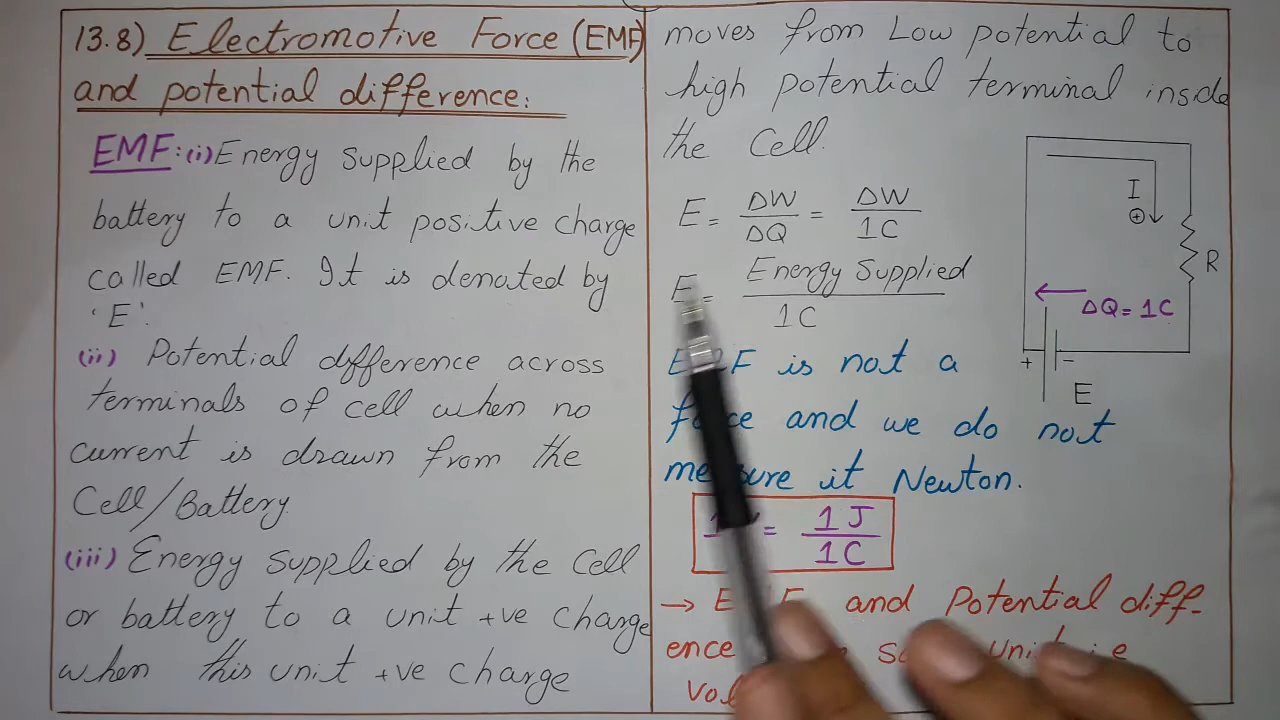 13.8) Electromotive Force (EMF)
and potential difference:
EMF: (i) Energy supplied by the
battery to a unit positive charge
called EMF. It is denoted by
'E'.
(ii) Potential difference across
terminals of cell when no
current is drawn from the
Cell/Battery
(iii) Energy supplied by the cell
or battery to a unit +ve charge
when this unit +ve charge
moves from Low potential to
high potential terminal inside
the Cell.
E = ΔW/ΔQ = ΔW/1C
E = Energy Supplied/1C
is not a
and we do not
it Newton.
= 1J/1C
→ and Potential diff-
ence
I
⊕
R
ΔQ = 1C
+ -
E